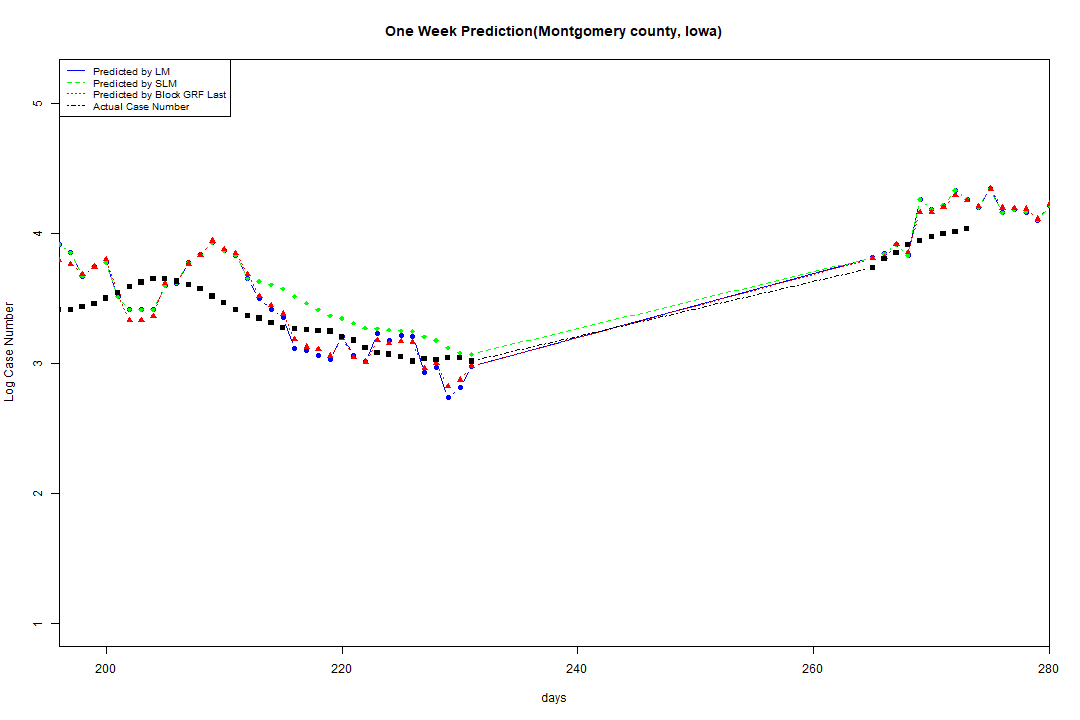 One Week Prediction(Montgomery county, Iowa)
Predicted by LM
Predicted by SLM
Predicted by Block GRF Last
Actual Case Number
5
4
3
2
1
Log Case Number
200 220 240 260 280
days